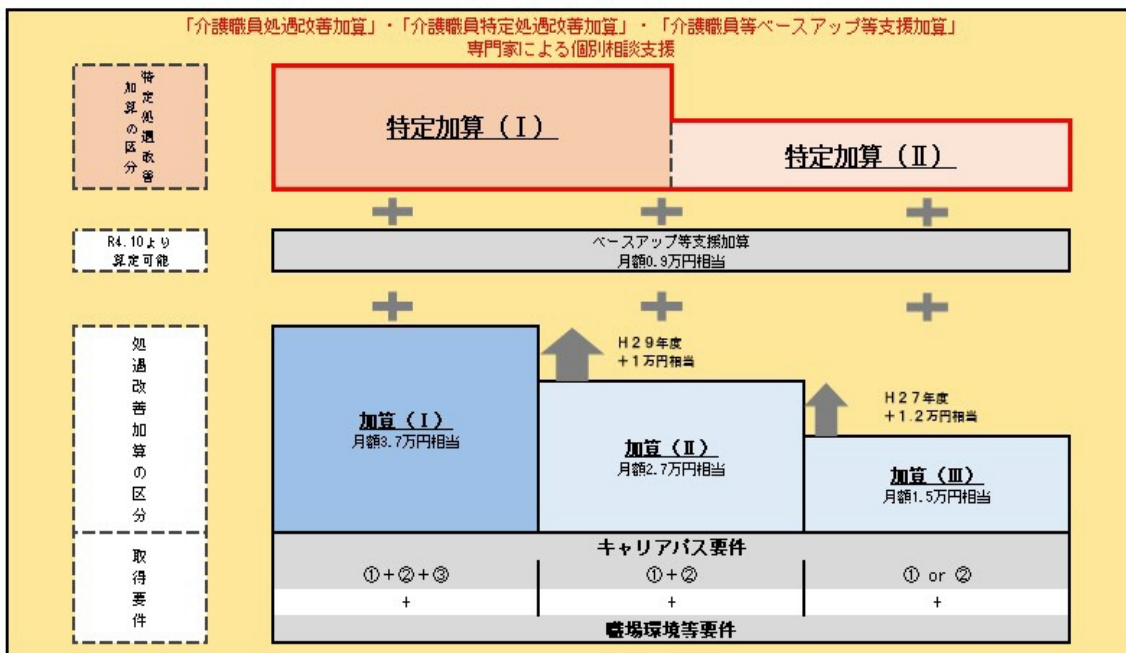 「介護職員処遇改善加算」・「介護職員特定処遇改善加算」・「介護職員等ベースアップ等支援加算」
専門家による個別相談支援
特定処遇改善
加算の区分
特定加算（Ⅰ）
特定加算（Ⅱ）
＋ ＋ ＋
R4.10より
算定可能
ベースアップ等支援加算
月額0.9万円相当
＋ ＋ ＋
処遇改善加算の区分
H29年度
＋1万円相当
H27年度
＋1.2万円相当
加算（Ⅰ）
月額3.7万円相当
加算（Ⅱ）
月額2.7万円相当
加算（Ⅲ）
月額1.5万円相当
取得要件
キャリアパス要件
①+②+③ ①+② ① or ②
+ + +
職場環境等要件